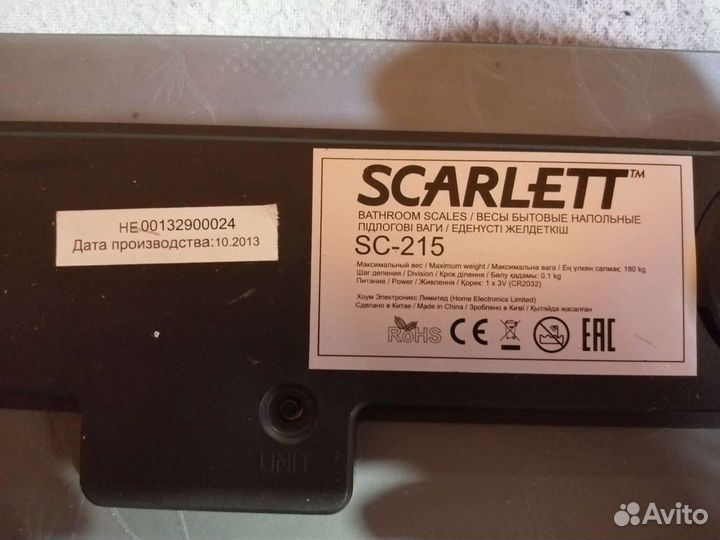 HE00132900024
Дата производства:10.2013
SCARLETT™
BATHROOM SCALES / ВЕСЫ БЫТОВЫЕ НАПОЛЬНЫЕ
ПІДЛОГОВІ ВАГИ / ЕДЕНҮСТІ ЖЕЛДЕТКІШ
SC-215
Максимальный вес / Maximum weight / Максимальна вага / Ең үлкен салмақ: 180 kg
Шаг деления / Division / Крок ділення / Бөлу қадамы: 0.1 kg
Питание / Power / Живлення / Қорек: 1 x 3V (CR2032)
Хоум Электроникс Лимитед (Home Electronics Limited)
Сделано в Китае / Made in China / Зроблено в Китаї / Қытайда жасалған
RoHS CE EAC
UNIT
Avito